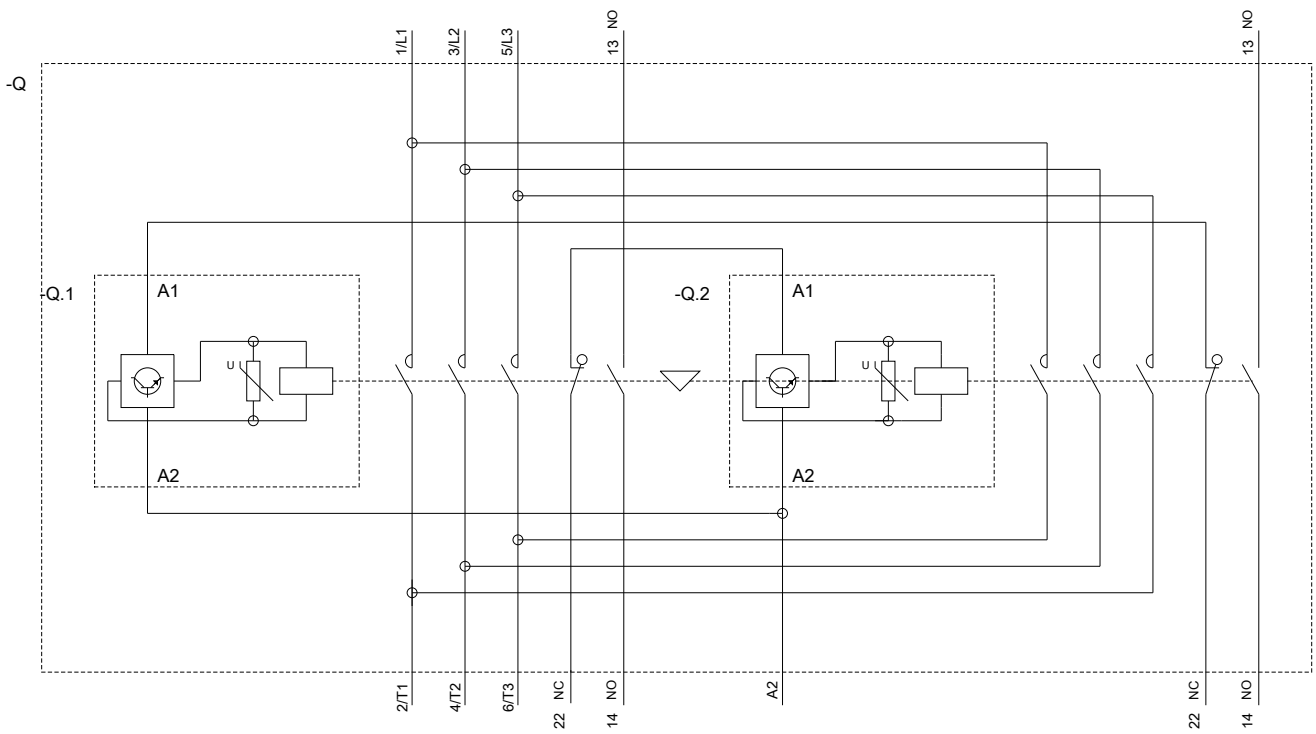 1/L1
3/L2
5/L3
13 NO
13 NO
-Q
-Q.1
A1
-Q.2
A1
U
U
A2
A2
2/T1
4/T2
6/T3
22 NC
14 NO
A2
22 NC
14 NO